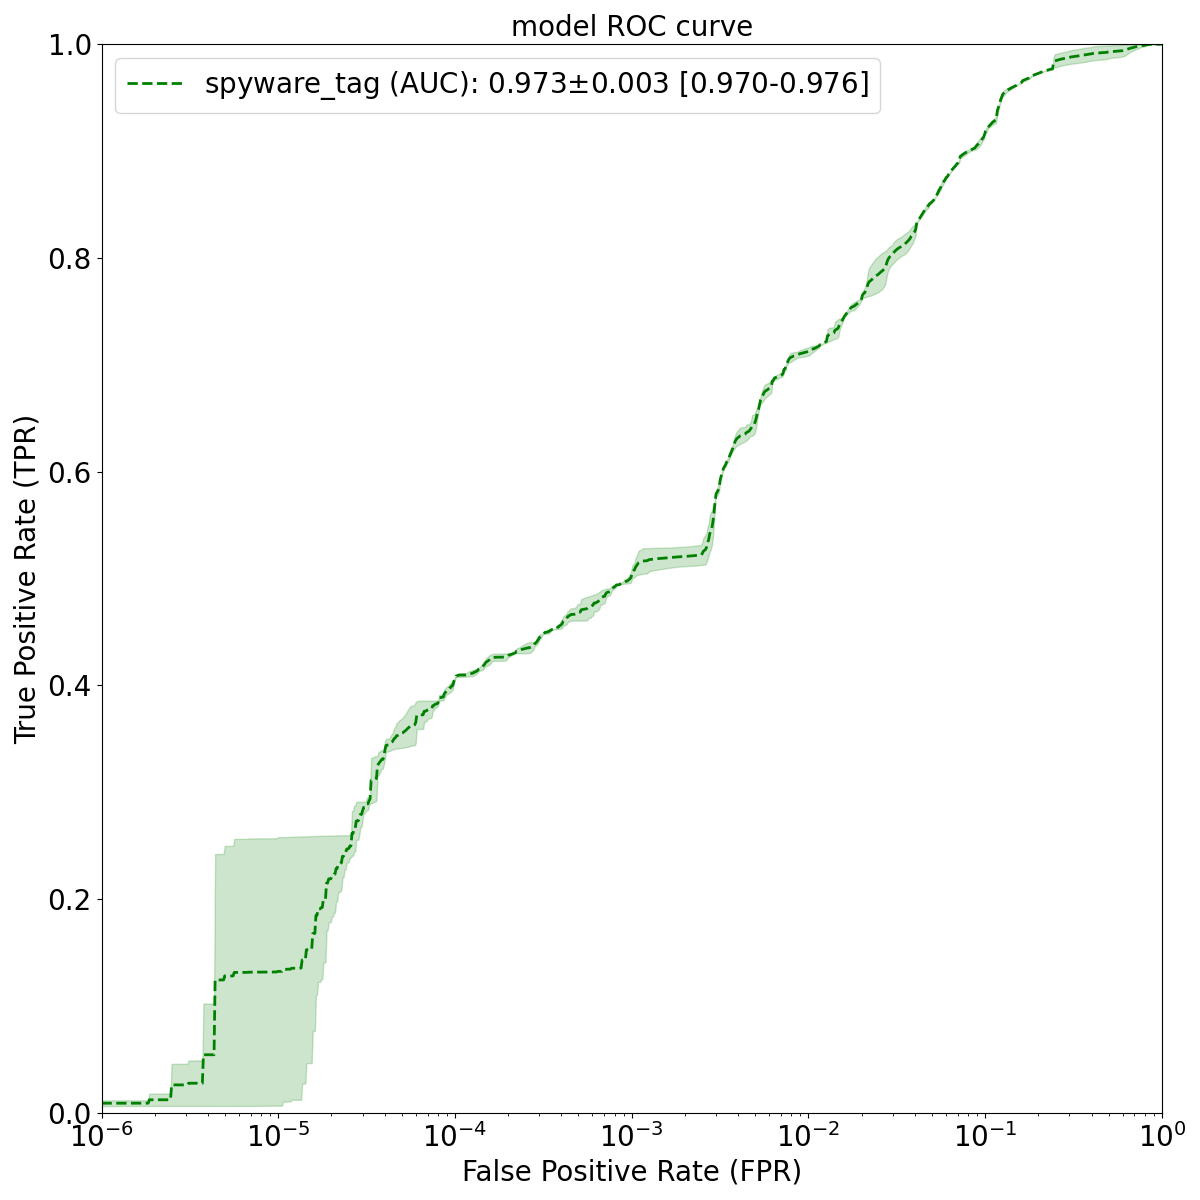 model ROC curve
spyware_tag (AUC): 0.973±0.003 [0.970-0.976]
1.0
0.8
0.6
0.4
0.2
0.0
True Positive Rate (TPR)
10⁻⁶ 10⁻⁵ 10⁻⁴ 10⁻³ 10⁻² 10⁻¹ 10⁰
False Positive Rate (FPR)